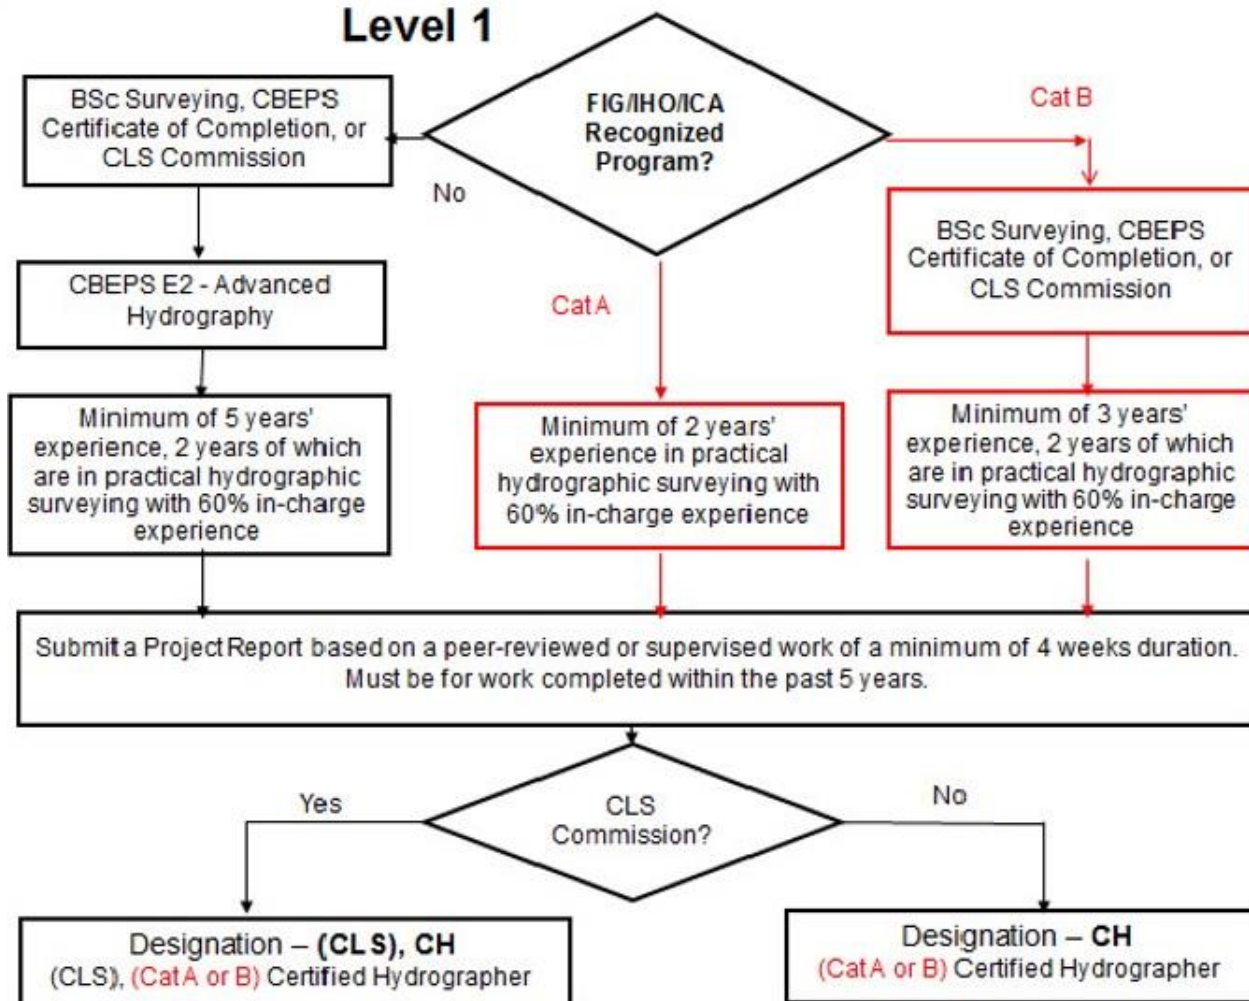 Level 1
FIG/IHO/ICA
Recognized
Program?
No
BSc Surveying, CBEPS
Certificate of Completion, or
CLS Commission
CBEPS E2 - Advanced
Hydrography
Minimum of 5 years'
experience, 2 years of which
are in practical hydrographic
surveying with 60% in-charge
experience
Cat A
Minimum of 2 years'
experience in practical
hydrographic surveying with
60% in-charge experience
Cat B
BSc Surveying, CBEPS
Certificate of Completion, or
CLS Commission
Minimum of 3 years'
experience, 2 years of which
are in practical hydrographic
surveying with 60% in-charge
experience
Submit a Project Report based on a peer-reviewed or supervised work of a minimum of 4 weeks duration.
Must be for work completed within the past 5 years.
CLS
Commission?
Yes
No
Designation – (CLS), CH
(CLS), (Cat A or B) Certified Hydrographer
Designation – CH
(Cat A or B) Certified Hydrographer